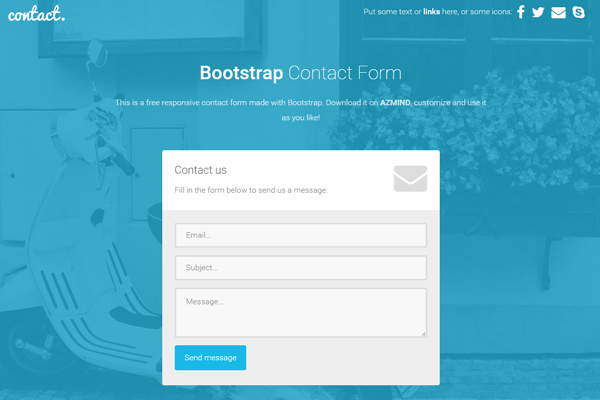 contact.
Put some text or links here, or some icons:
Bootstrap Contact Form
This is a free responsive contact form made with Bootstrap. Download it on AZMIND, customize and use it
as you like!
Contact us
Fill in the form below to send us a message:
Email...
Subject...
Message...
Send message